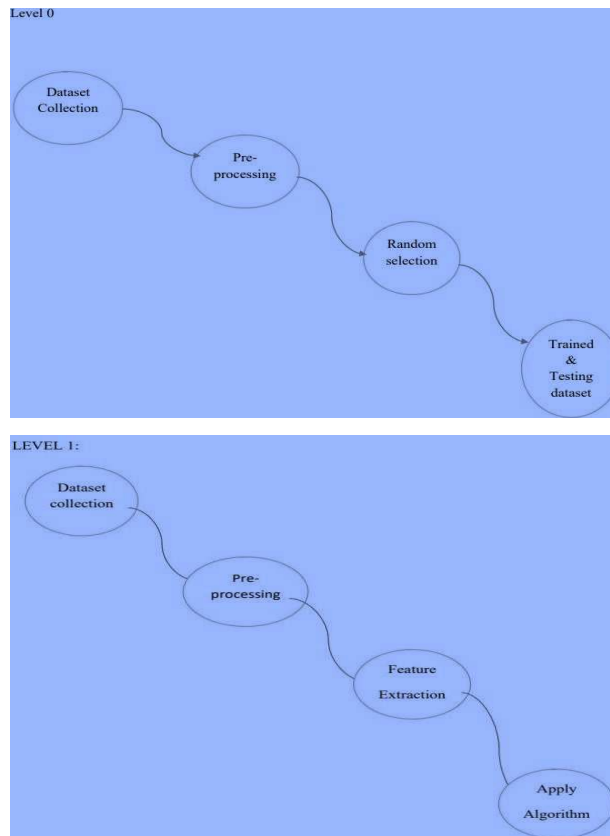 Level 0
Dataset
Collection
Pre-
processing
Random
selection
Trained
&
Testing
dataset
LEVEL 1:
Dataset
collection
Pre-
processing
Feature
Extraction
Apply
Algorithm